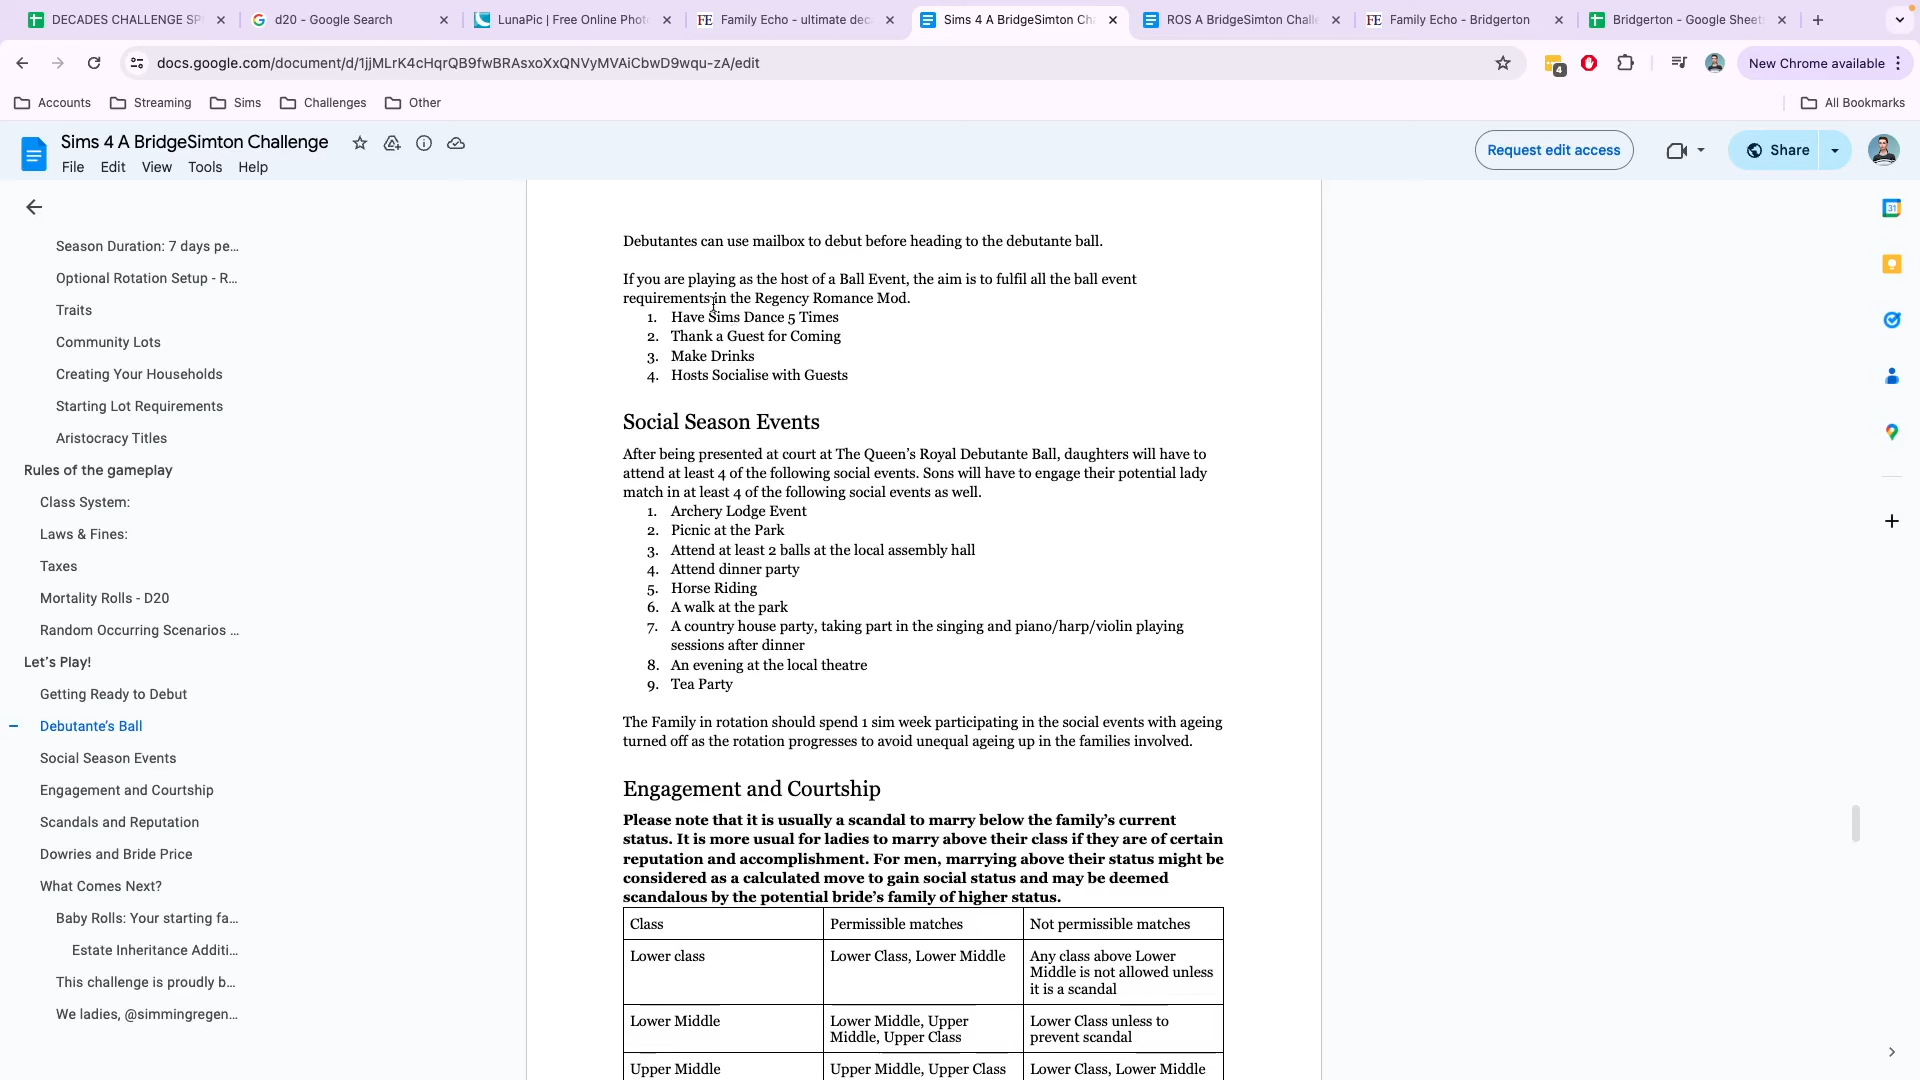 DECADES CHALLENGE SP
d20 - Google Search
LunaPic | Free Online Phot
FE Family Echo - ultimate dec
Sims 4 A BridgeSimton Ch
ROS A BridgeSimton Chall
FE Family Echo - Bridgerton
Bridgerton - Google Sheet
docs.google.com/document/d/1jjMLrK4cHqrQB9fwBRAsxoXxQNVyMVAiCbwD9wqu-zA/edit
4
New Chrome available
Accounts
Streaming
Sims
Challenges
Other
All Bookmarks
Sims 4 A BridgeSimton Challenge
File Edit View Tools Help
Request edit access
Share
31
Season Duration: 7 days pe...
Optional Rotation Setup - R...
Traits
Community Lots
Creating Your Households
Starting Lot Requirements
Aristocracy Titles
Rules of the gameplay
Class System:
Laws & Fines:
Taxes
Mortality Rolls - D20
Random Occurring Scenarios ...
Let's Play!
Getting Ready to Debut
Debutante's Ball
Social Season Events
Engagement and Courtship
Scandals and Reputation
Dowries and Bride Price
What Comes Next?
Baby Rolls: Your starting fa...
Estate Inheritance Additi...
This challenge is proudly b...
We ladies, @simmingregen...
Debutantes can use mailbox to debut before heading to the debutante ball.
If you are playing as the host of a Ball Event, the aim is to fulfil all the ball event
requirements in the Regency Romance Mod.
1. Have Sims Dance 5 Times
2. Thank a Guest for Coming
3. Make Drinks
4. Hosts Socialise with Guests
Social Season Events
After being presented at court at The Queen's Royal Debutante Ball, daughters will have to
attend at least 4 of the following social events. Sons will have to engage their potential lady
match in at least 4 of the following social events as well.
1. Archery Lodge Event
2. Picnic at the Park
3. Attend at least 2 balls at the local assembly hall
4. Attend dinner party
5. Horse Riding
6. A walk at the park
7. A country house party, taking part in the singing and piano/harp/violin playing
sessions after dinner
8. An evening at the local theatre
9. Tea Party
The Family in rotation should spend 1 sim week participating in the social events with ageing
turned off as the rotation progresses to avoid unequal ageing up in the families involved.
Engagement and Courtship
Please note that it is usually a scandal to marry below the family's current
status. It is more usual for ladies to marry above their class if they are of certain
reputation and accomplishment. For men, marrying above their status might be
considered as a calculated move to gain social status and may be deemed
scandalous by the potential bride's family of higher status.
Class
Permissible matches
Not permissible matches
Lower class
Lower Class, Lower Middle
Any class above Lower
Middle is not allowed unless
it is a scandal
Lower Middle
Lower Middle, Upper
Middle, Upper Class
Lower Class unless to
prevent scandal
Upper Middle
Upper Middle, Upper Class
Lower Class, Lower Middle